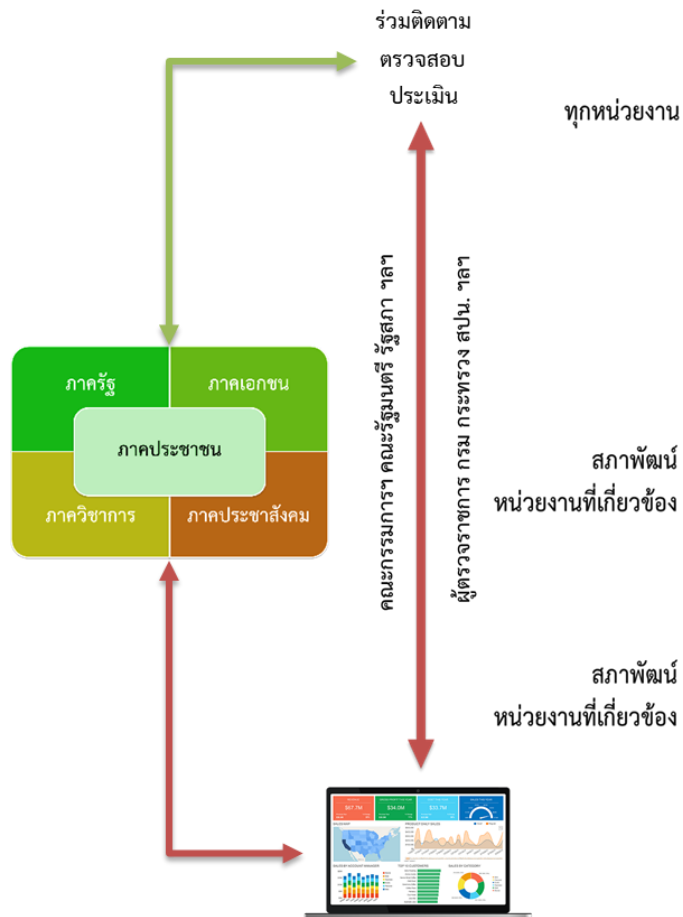 ร่วมติดตาม
ตรวจสอบ
ประเมิน
ทุกหน่วยงาน
คณะกรรมการฯ คณะรัฐมนตรี รัฐสภา ฯลฯ
ผู้ตรวจราชการ กรม กระทรวง สปน. ฯลฯ
ภาครัฐ
ภาคเอกชน
ภาคประชาชน
ภาควิชาการ
ภาคประชาสังคม
สภาพัฒน์
หน่วยงานที่เกี่ยวข้อง
สภาพัฒน์
หน่วยงานที่เกี่ยวข้อง
$67.7M
$34.0M
$33.7M